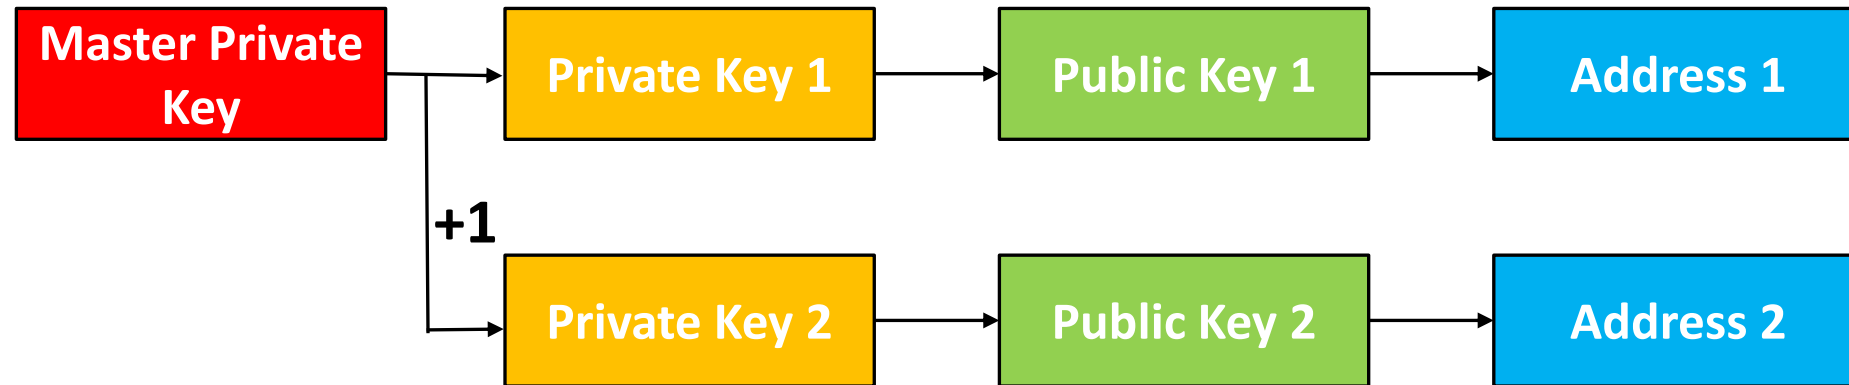 Master Private
Key
Private Key 1
Public Key 1
Address 1
+1
Private Key 2
Public Key 2
Address 2